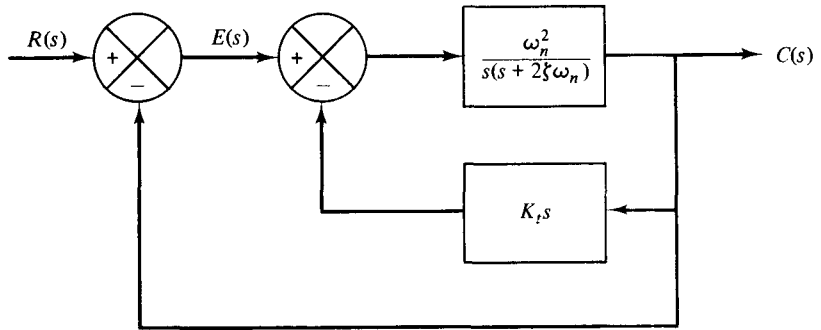 R(s)
+
−
E(s)
+
−
ω_n^2
s(s + 2ζω_n)
C(s)
K_t s